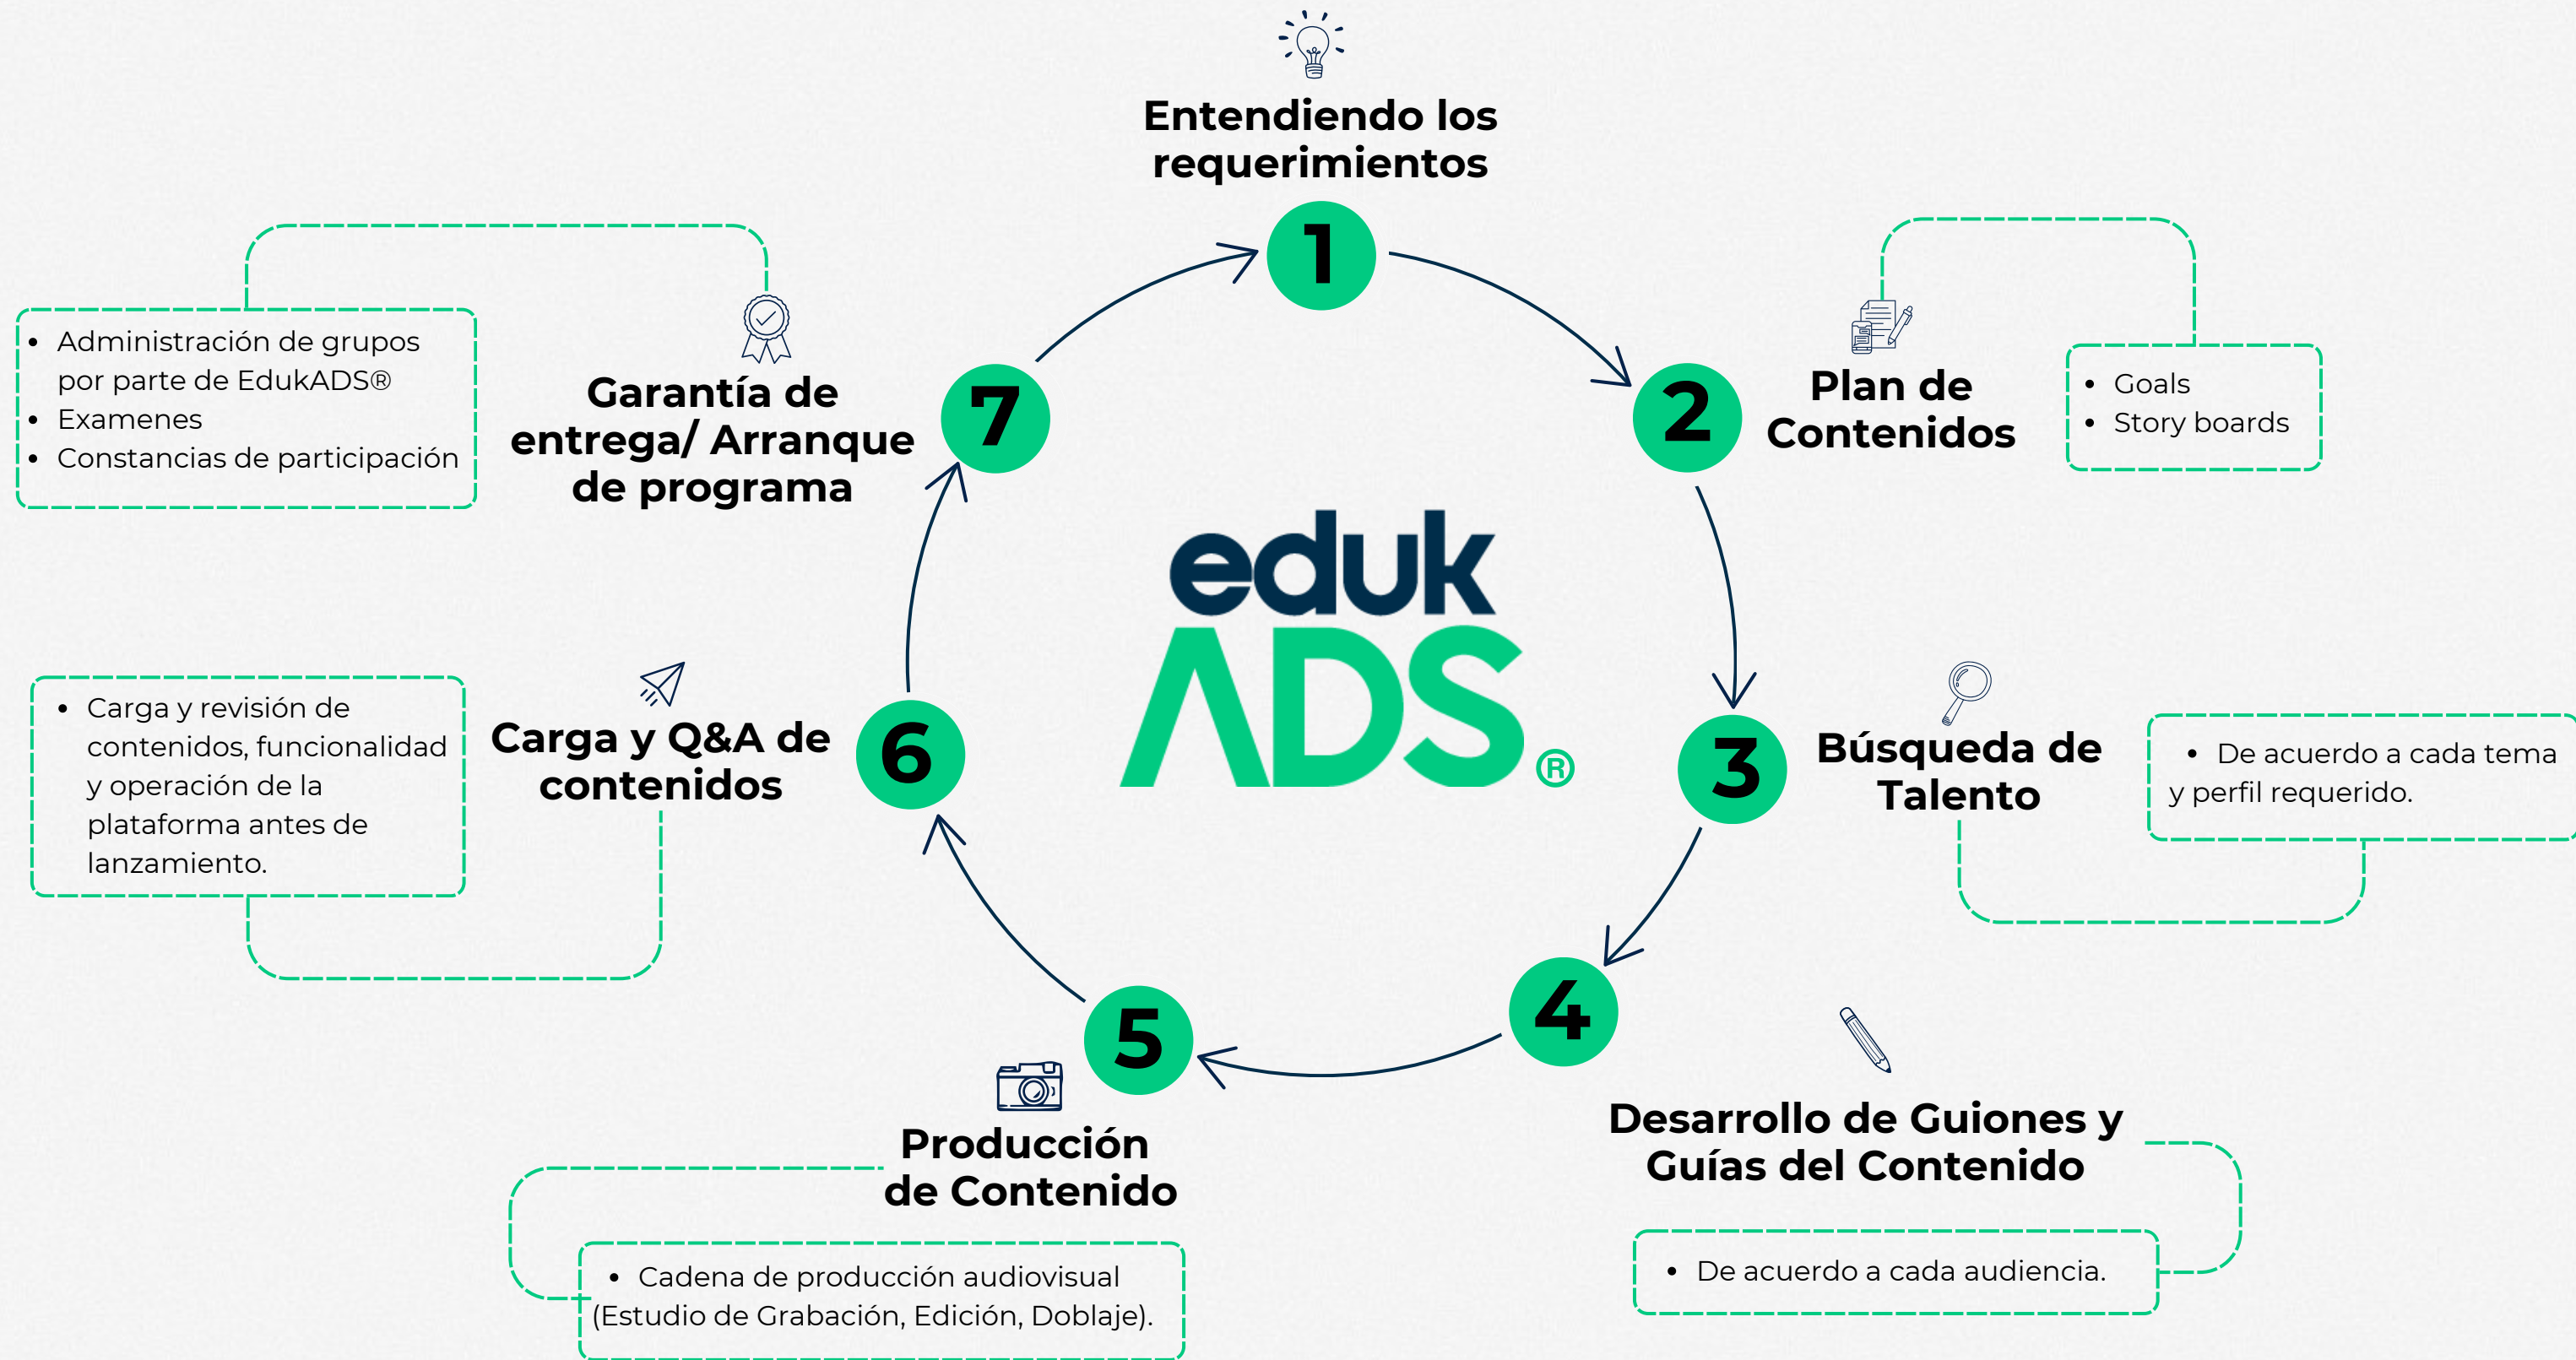 Entendiendo los
requerimientos
1
2
Plan de
Contenidos
• Goals
• Story boards
3
Búsqueda de
Talento
• De acuerdo a cada tema
y perfil requerido.
4
Desarrollo de Guiones y
Guías del Contenido
• De acuerdo a cada audiencia.
5
Producción
de Contenido
• Cadena de producción audiovisual
(Estudio de Grabación, Edición, Doblaje).
6
Carga y Q&A de
contenidos
• Carga y revisión de
contenidos, funcionalidad
y operación de la
plataforma antes de
lanzamiento.
7
Garantía de
entrega/ Arranque
de programa
• Administración de grupos
por parte de EdukADS®
• Examenes
• Constancias de participación
eduk
ADS®